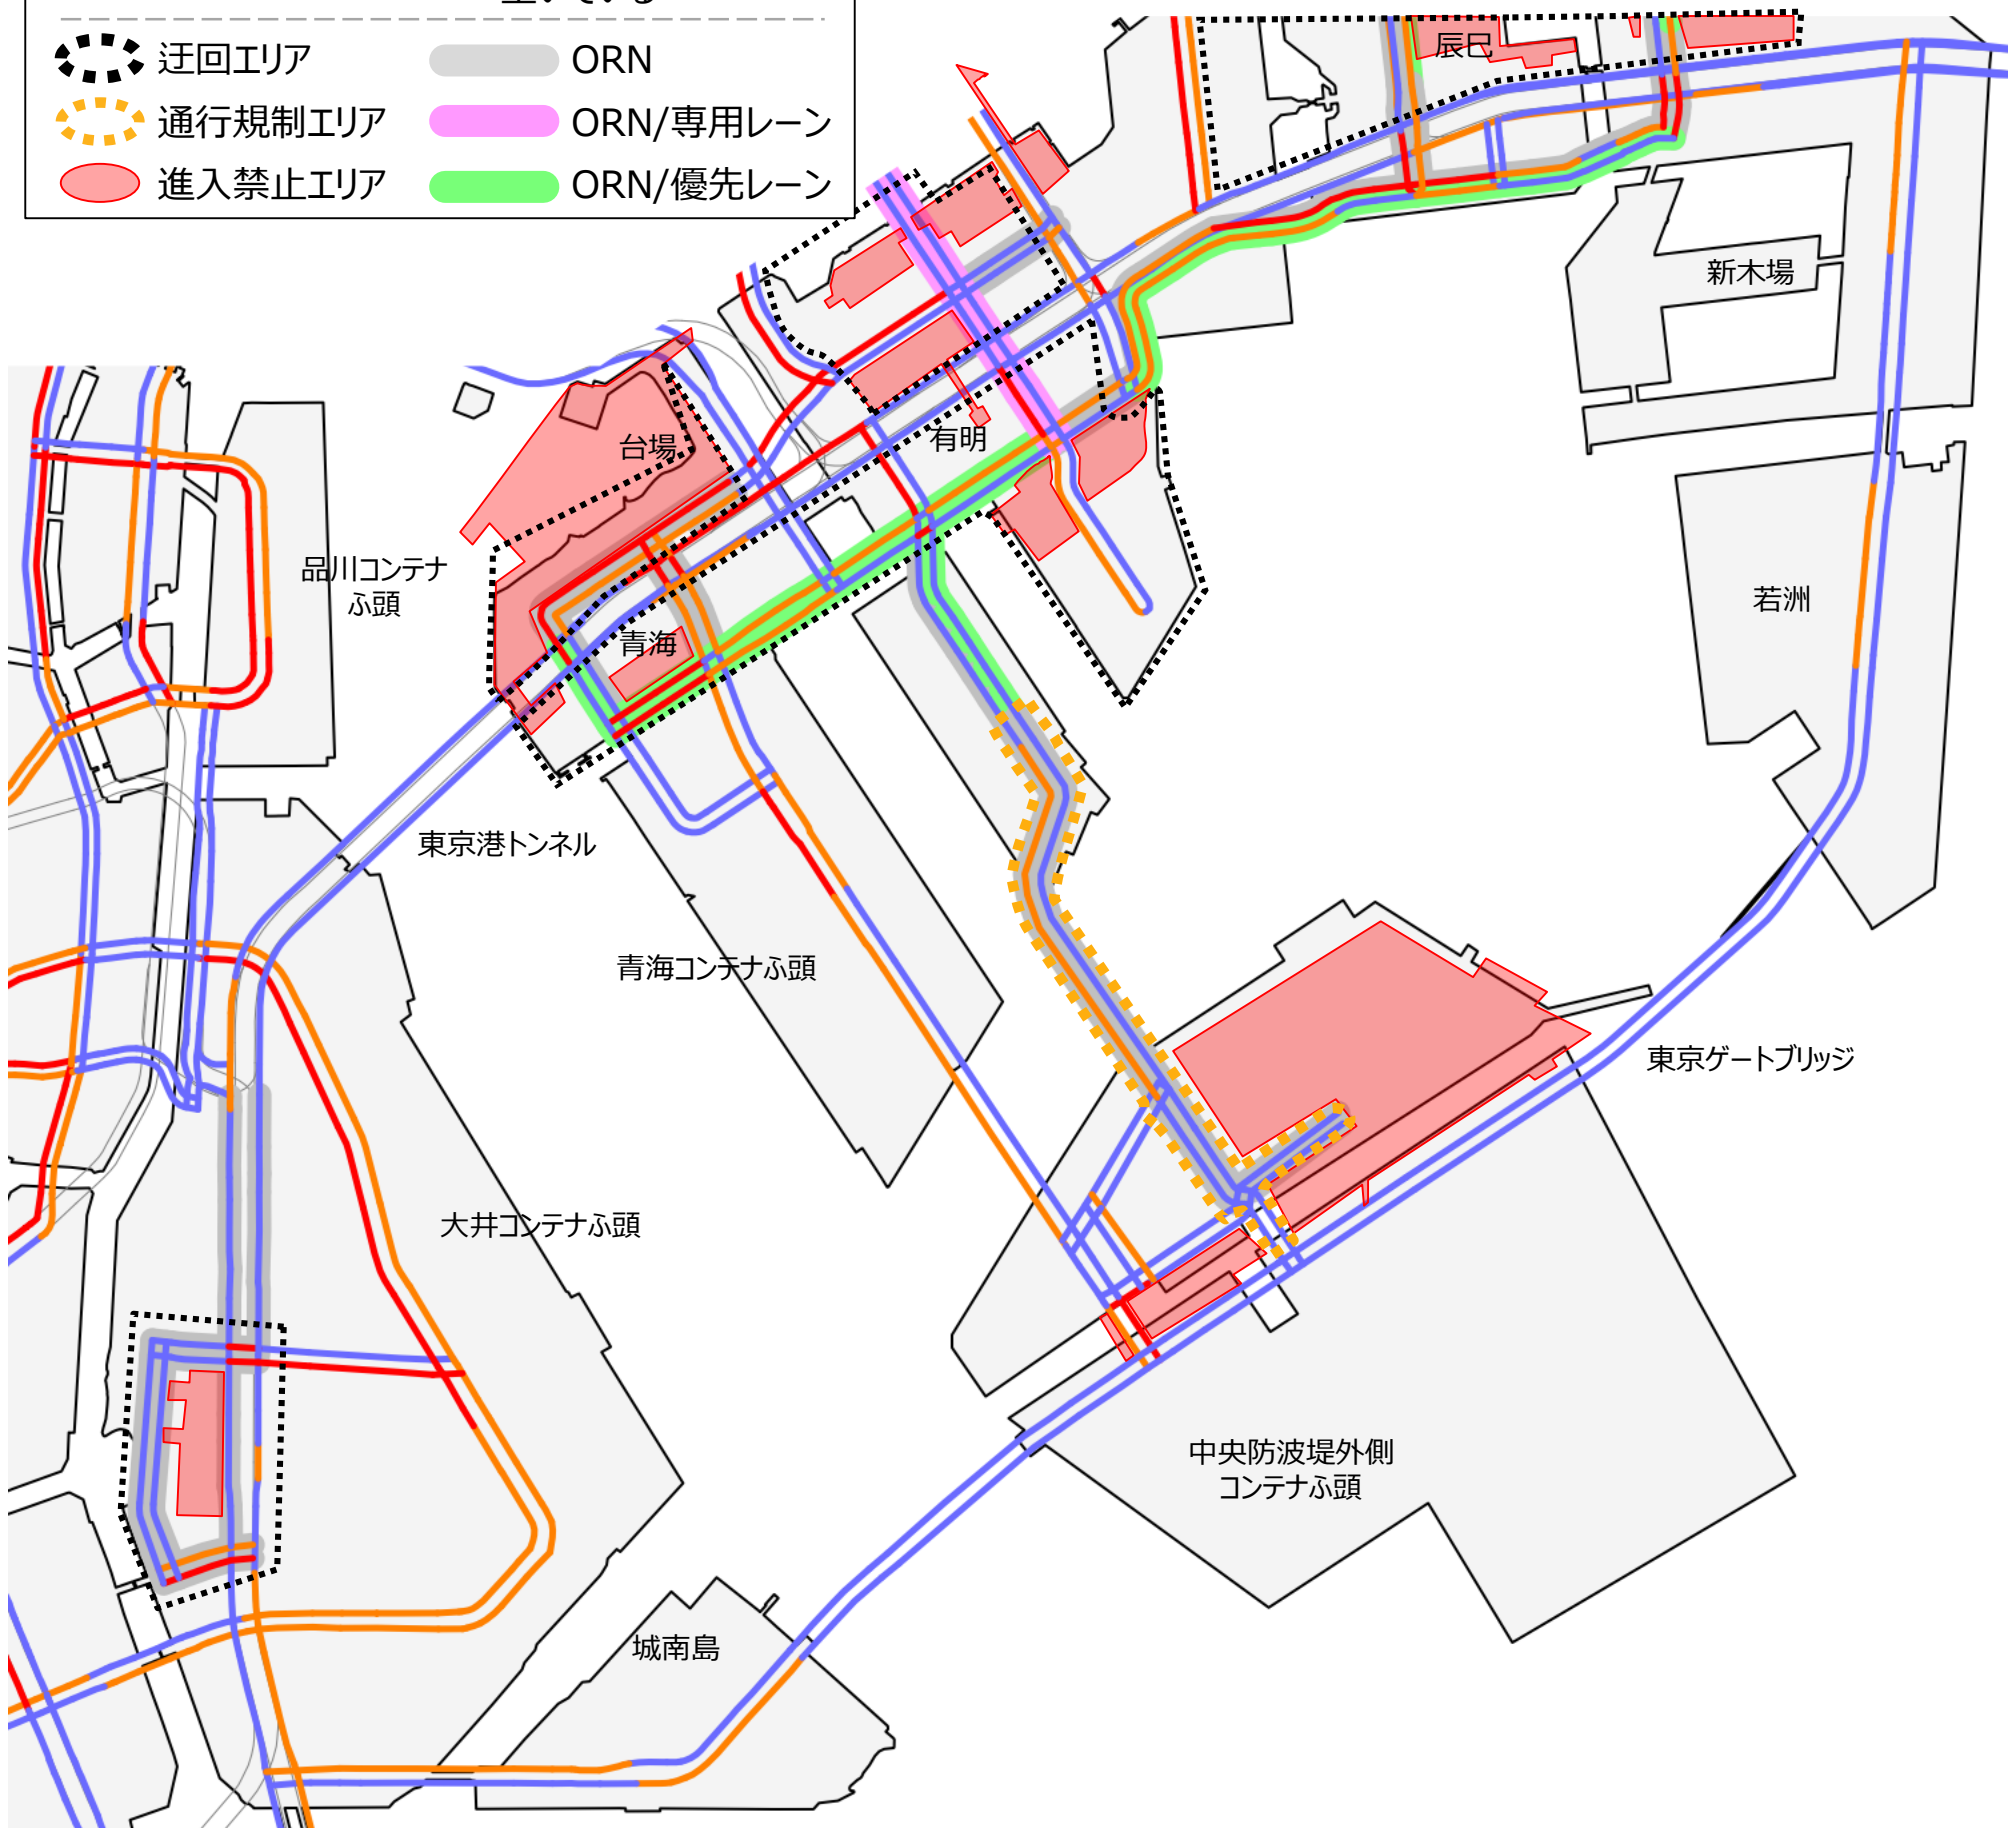 空いている
迂回エリア
ORN
通行規制エリア
ORN/専用レーン
進入禁止エリア
ORN/優先レーン
辰巳
新木場
台場
有明
品川コンテナ
ふ頭
若洲
青海
東京港トンネル
青海コンテナふ頭
東京ゲートブリッジ
大井コンテナふ頭
中央防波堤外側
コンテナふ頭
城南島